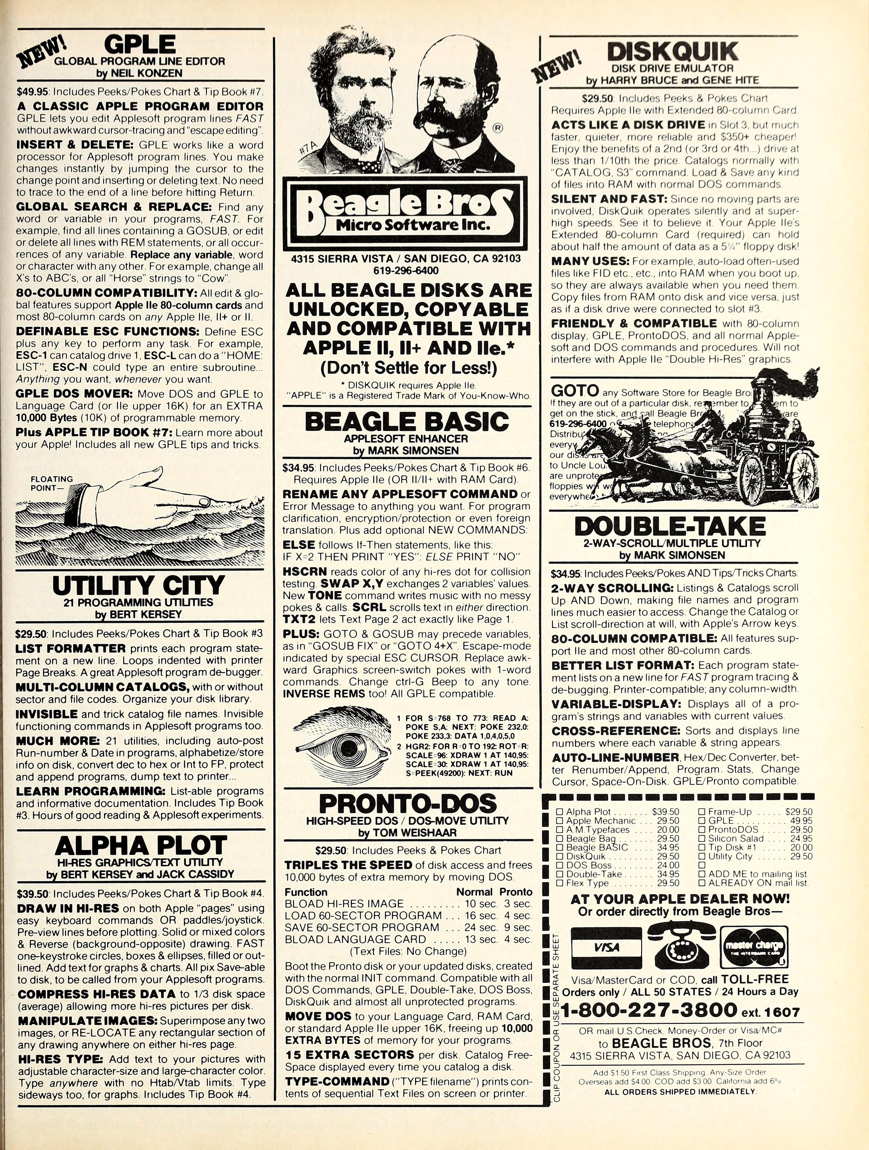 NEW!
GPLE
GLOBAL PROGRAM LINE EDITOR
by NEIL KONZEN
$49.95: Includes Peeks/Pokes Chart & Tip Book #7.
A CLASSIC APPLE PROGRAM EDITOR
GPLE lets you edit Applesoft program lines FAST
without awkward cursor-tracing and "escape editing".
INSERT & DELETE: GPLE works like a word
processor for Applesoft program lines. You make
changes instantly by jumping the cursor to the
change point and inserting or deleting text. No need
to trace to the end of a line before hitting Return.
GLOBAL SEARCH & REPLACE: Find any
word or variable in your programs, FAST. For
example, find all lines containing a GOSUB, or edit
or delete all lines with REM statements, or all occur-
rences of any variable. Replace any variable, word
or character with any other. For example, change all
X's to ABC's, or all "Horse" strings to "Cow".
80-COLUMN COMPATIBILITY: All edit & glo-
bal features support Apple IIe 80-column cards and
most 80-column cards on any Apple II, II+ or II.
DEFINABLE ESC FUNCTIONS: Define ESC
plus any key to perform any task. For example,
ESC-1 can catalog drive 1, ESC-L can do a "HOME:
LIST", ESC-N could type an entire subroutine...
Anything you want, whenever you want.
GPLE DOS MOVER: Move DOS and GPLE to
Language Card (or IIe upper 16K) for an EXTRA
10,000 Bytes (10K) of programmable memory.
Plus APPLE TIP BOOK #7: Learn more about
your Apple! Includes all new GPLE tips and tricks.
FLOATING
POINT—
UTILITY CITY
21 PROGRAMMING UTILITIES
by BERT KERSEY
$29.50: Includes Peeks/Pokes Chart & Tip Book #3
LIST FORMATTER prints each program state-
ment on a new line. Loops indented with printer
Page Breaks. A great Applesoft program de-bugger.
MULTI-COLUMN CATALOGS, with or without
sector and file codes. Organize your disk library.
INVISIBLE and trick catalog file names. Invisible
functioning commands in Applesoft programs too.
MUCH MORE: 21 utilities, including auto-post
Run-number & Date in programs, alphabetize/store
info on disk, convert dec to hex or Int to FP, protect
and append programs, dump text to printer...
LEARN PROGRAMMING: List-able programs
and informative documentation. Includes Tip Book
#3. Hours of good reading & Applesoft experiments.
ALPHA PLOT
HI-RES GRAPHICS/TEXT UTILITY
by BERT KERSEY and JACK CASSIDY
$39.50: Includes Peeks/Pokes Chart & Tip Book #4.
DRAW IN HI-RES on both Apple "pages" using
easy keyboard commands OR paddles/joystick.
Pre-view lines before plotting. Solid or mixed colors
& Reverse (background-opposite) drawing. FAST
one-keystroke circles, boxes & ellipses, filled or out-
lined. Add text for graphs & charts. All pix Save-able
to disk, to be called from your Applesoft programs.
COMPRESS HI-RES DATA to 1/3 disk space
(average) allowing more hi-res pictures per disk.
MANIPULATE IMAGES: Superimpose any two
images, or RE-LOCATE any rectangular section of
any drawing anywhere on either hi-res page.
HI-RES TYPE: Add text to your pictures with
adjustable character-size and large-character color.
Type anywhere with no Htab/Vtab limits. Type
sideways too, for graphs. Includes Tip Book #4.
#7A
®
Beagle Bros
Micro Software Inc.
4315 SIERRA VISTA / SAN DIEGO, CA 92103
619-296-6400
ALL BEAGLE DISKS ARE
UNLOCKED, COPYABLE
AND COMPATIBLE WITH
APPLE II, II+ AND IIe.*
(Don't Settle for Less!)
* DISKQUIK requires Apple IIe.
"APPLE" is a Registered Trade Mark of You-Know-Who.
BEAGLE BASIC
APPLESOFT ENHANCER
by MARK SIMONSEN
$34.95: Includes Peeks/Pokes Chart & Tip Book #6.
Requires Apple IIe (OR II/II+ with RAM Card).
RENAME ANY APPLESOFT COMMAND or
Error Message to anything you want. For program
clarification, encryption/protection or even foreign
translation. Plus add optional NEW COMMANDS:
ELSE follows If-Then statements, like this:
IF X=2 THEN PRINT "YES": ELSE PRINT "NO"
HSCRN reads color of any hi-res dot for collision
testing. SWAP X,Y exchanges 2 variables' values.
New TONE command writes music with no messy
pokes & calls. SCRL scrolls text in either direction.
TXT2 lets Text Page 2 act exactly like Page 1.
PLUS: GOTO & GOSUB may precede variables,
as in "GOSUB FIX" or "GOTO 4+X". Escape-mode
indicated by special ESC CURSOR. Replace awk-
ward Graphics screen-switch pokes with 1-word
commands. Change ctrl-G Beep to any tone.
INVERSE REMS too! All GPLE compatible.
1 FOR S=768 TO 773: READ A:
POKE S,A: NEXT: POKE 232,0:
POKE 233,3: DATA 1,0,4,0,5,0
2 HGR2: FOR R=0 TO 192: ROT=R:
SCALE=96: XDRAW 1 AT 140,95:
SCALE=30: XDRAW 1 AT 140,95:
S=PEEK(49200): NEXT: RUN
PRONTO-DOS
HIGH-SPEED DOS / DOS-MOVE UTILITY
by TOM WEISHAAR
$29.50: Includes Peeks & Pokes Chart
TRIPLES THE SPEED of disk access and frees
10,000 bytes of extra memory by moving DOS.
Function Normal Pronto
BLOAD HI-RES IMAGE ......... 10 sec. 3 sec.
LOAD 60-SECTOR PROGRAM ... 16 sec. 4 sec.
SAVE 60-SECTOR PROGRAM ... 24 sec. 9 sec.
BLOAD LANGUAGE CARD ..... 13 sec. 4 sec.
(Text Files: No Change)
Boot the Pronto disk or your updated disks, created
with the normal INIT command. Compatible with all
DOS Commands, GPLE, Double-Take, DOS Boss,
DiskQuik and almost all unprotected programs.
MOVE DOS to your Language Card, RAM Card,
or standard Apple IIe upper 16K, freeing up 10,000
EXTRA BYTES of memory for your programs.
15 EXTRA SECTORS per disk. Catalog Free-
Space displayed every time you catalog a disk.
TYPE-COMMAND ("TYPE filename") prints con-
tents of sequential Text Files on screen or printer.
NEW!
DISKQUIK
DISK DRIVE EMULATOR
by HARRY BRUCE and GENE HITE
$29.50: Includes Peeks & Pokes Chart
Requires Apple IIe with Extended 80-column Card.
ACTS LIKE A DISK DRIVE in Slot 3, but much
faster, quieter, more reliable and $350+ cheaper!
Enjoy the benefits of a 2nd (or 3rd or 4th...) drive at
less than 1/10th the price. Catalogs normally with
"CATALOG, S3" command. Load & Save any kind
of files into RAM with normal DOS commands.
SILENT AND FAST: Since no moving parts are
involved, DiskQuik operates silently and at super-
high speeds. See it to believe it. Your Apple IIe's
Extended 80-column Card (required) can hold
about half the amount of data as a 5¼" floppy disk!
MANY USES: For example, auto-load often-used
files like FID etc., etc., into RAM when you boot up,
so they are always available when you need them.
Copy files from RAM onto disk and vice versa, just
as if a disk drive were connected to slot #3.
FRIENDLY & COMPATIBLE with 80-column
display, GPLE, ProntoDOS, and all normal Apple-
soft and DOS commands and procedures. Will not
interfere with Apple IIe "Double Hi-Res" graphics.
GOTO any Software Store for Beagle Bro
If they are out of a particular disk, remember to em to
get on the stick, and call Beagle Br are
619-296-6400 telephon
Distribu
every
our dis are
to Uncle Lou
are unprote
floppies w w
everywhe
DOUBLE-TAKE
2-WAY-SCROLL/MULTIPLE UTILITY
by MARK SIMONSEN
$34.95: Includes Peeks/Pokes AND Tips/Tricks Charts.
2-WAY SCROLLING: Listings & Catalogs scroll
Up AND Down, making file names and program
lines much easier to access. Change the Catalog or
List scroll-direction at will, with Apple's Arrow keys.
80-COLUMN COMPATIBLE: All features sup-
port IIe and most other 80-column cards.
BETTER LIST FORMAT: Each program state-
ment lists on a new line for FAST program tracing &
de-bugging. Printer-compatible; any column-width.
VARIABLE-DISPLAY: Displays all of a pro-
gram's strings and variables with current values.
CROSS-REFERENCE: Sorts and displays line
numbers where each variable & string appears.
AUTO-LINE-NUMBER, Hex/Dec Converter, bet-
ter Renumber/Append, Program Stats, Change
Cursor, Space-On-Disk. GPLE/Pronto compatible.
☐ Alpha Plot ...... $39.50 ☐ Frame-Up ..... $29.50
☐ Apple Mechanic ... 29.50 ☐ GPLE ......... 49.95
☐ A.M. Typefaces .... 20.00 ☐ ProntoDOS ..... 29.50
☐ Beagle Bag ....... 29.50 ☐ Silicon Salad .... 24.95
☐ Beagle BASIC ..... 34.95 ☐ Tip Disk #1 ..... 20.00
☐ DiskQuik ......... 29.50 ☐ Utility City ...... 29.50
☐ DOS Boss ........ 24.00 ☐
☐ Double-Take ...... 34.95 ☐ ADD ME to mailing list.
☐ Flex Type ........ 29.50 ☐ ALREADY ON mail list.
AT YOUR APPLE DEALER NOW!
Or order directly from Beagle Bros—
VISA
master charge
THE INTERBANK CARD
Visa/MasterCard or COD, call TOLL-FREE
Orders only / ALL 50 STATES / 24 Hours a Day
1-800-227-3800 ext. 1607
OR mail U.S. Check, Money-Order or Visa/MC#
to BEAGLE BROS, 7th Floor
4315 SIERRA VISTA, SAN DIEGO, CA 92103
Add $1.50 First Class Shipping, Any-Size Order
Overseas add $4.00. COD add $3.00. California add 6%
ALL ORDERS SHIPPED IMMEDIATELY.
CLIP COUPON OR USE SEPARATE SHEET